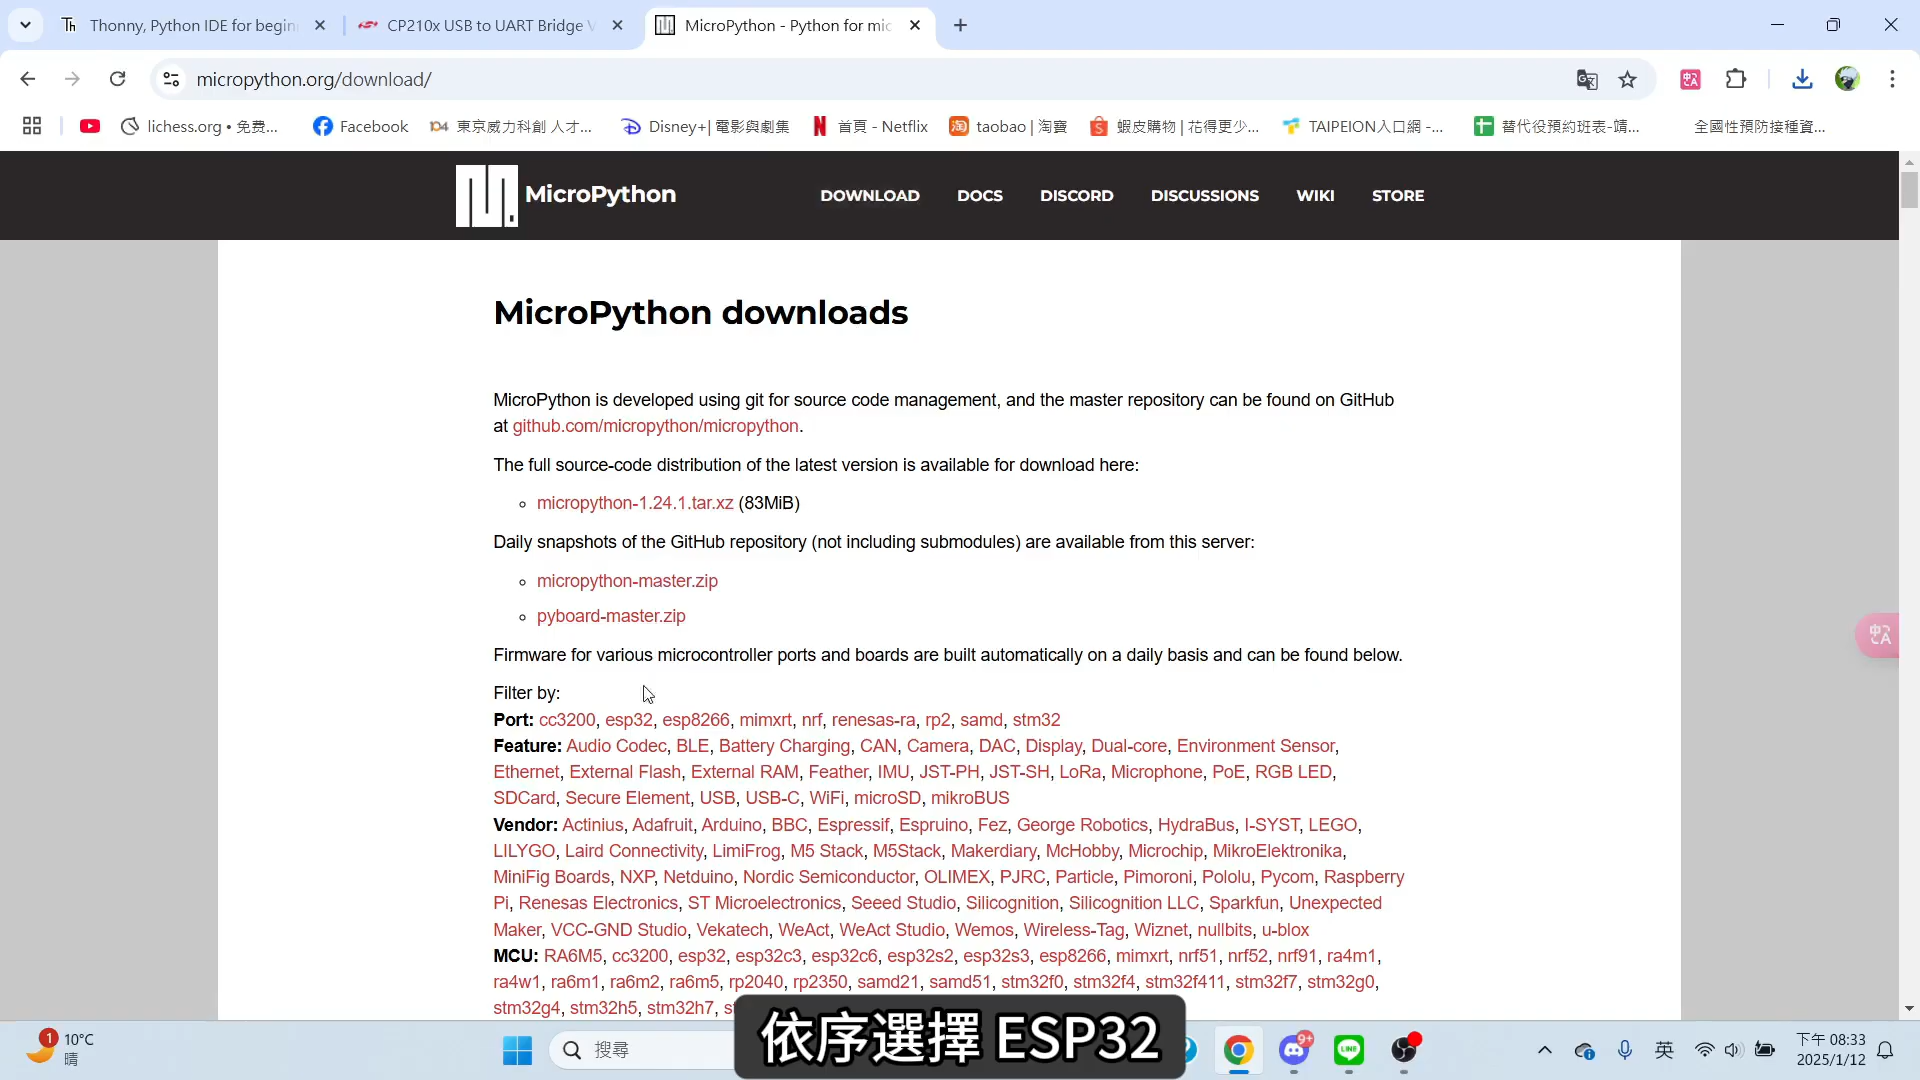 Th Thonny, Python IDE for begin
CP210x USB to UART Bridge V
MicroPython - Python for mic
micropython.org/download/
lichess.org • 免费...
Facebook
104 東京威力科創 人才...
Disney+| 電影與劇集
首頁 - Netflix
taobao | 淘寶
蝦皮購物 | 花得更少...
TAIPEION入口網 -...
替代役預約班表-靖...
全國性預防接種資...
MicroPython
DOWNLOAD DOCS DISCORD DISCUSSIONS WIKI STORE
MicroPython downloads
MicroPython is developed using git for source code management, and the master repository can be found on GitHub
at github.com/micropython/micropython.
The full source-code distribution of the latest version is available for download here:
micropython-1.24.1.tar.xz (83MiB)
Daily snapshots of the GitHub repository (not including submodules) are available from this server:
micropython-master.zip
pyboard-master.zip
Firmware for various microcontroller ports and boards are built automatically on a daily basis and can be found below.
Filter by:
Port: cc3200, esp32, esp8266, mimxrt, nrf, renesas-ra, rp2, samd, stm32
Feature: Audio Codec, BLE, Battery Charging, CAN, Camera, DAC, Display, Dual-core, Environment Sensor,
Ethernet, External Flash, External RAM, Feather, IMU, JST-PH, JST-SH, LoRa, Microphone, PoE, RGB LED,
SDCard, Secure Element, USB, USB-C, WiFi, microSD, mikroBUS
Vendor: Actinius, Adafruit, Arduino, BBC, Espressif, Espruino, Fez, George Robotics, HydraBus, I-SYST, LEGO,
LILYGO, Laird Connectivity, LimiFrog, M5 Stack, M5Stack, Makerdiary, McHobby, Microchip, MikroElektronika,
MiniFig Boards, NXP, Netduino, Nordic Semiconductor, OLIMEX, PJRC, Particle, Pimoroni, Pololu, Pycom, Raspberry
Pi, Renesas Electronics, ST Microelectronics, Seeed Studio, Silicognition, Silicognition LLC, Sparkfun, Unexpected
Maker, VCC-GND Studio, Vekatech, WeAct, WeAct Studio, Wemos, Wireless-Tag, Wiznet, nullbits, u-blox
MCU: RA6M5, cc3200, esp32, esp32c3, esp32c6, esp32s2, esp32s3, esp8266, mimxrt, nrf51, nrf52, nrf91, ra4m1,
ra4w1, ra6m1, ra6m2, ra6m5, rp2040, rp2350, samd21, samd51, stm32f0, stm32f4, stm32f411, stm32f7, stm32g0,
stm32g4, stm32h5, stm32h7,
依序選擇 ESP32
1
10°C
晴
搜尋
9+
LINE
英
下午 08:33
2025/1/12